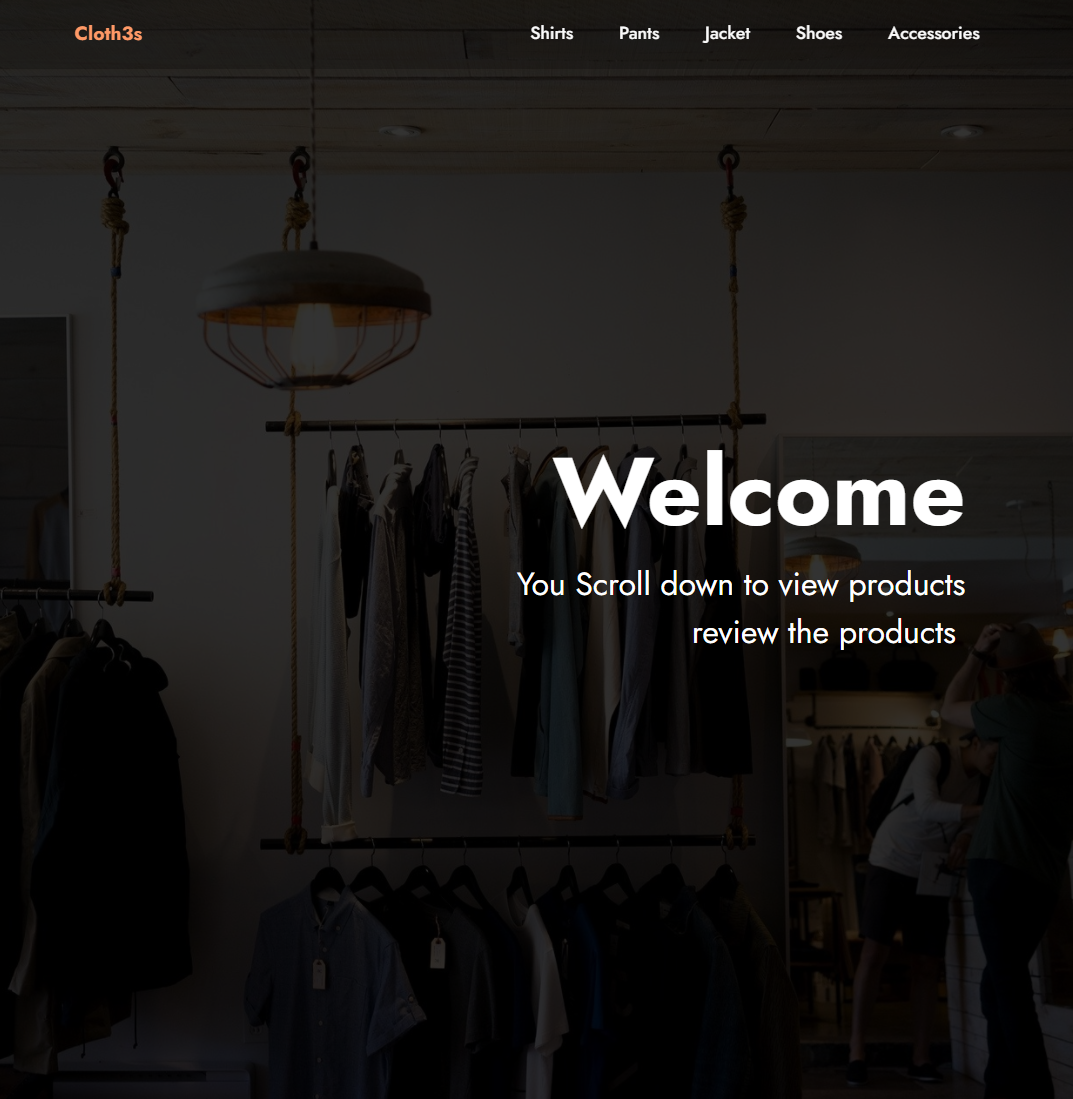 Cloth3s
Shirts Pants Jacket Shoes Accessories
Welcome
You Scroll down to view products
review the products